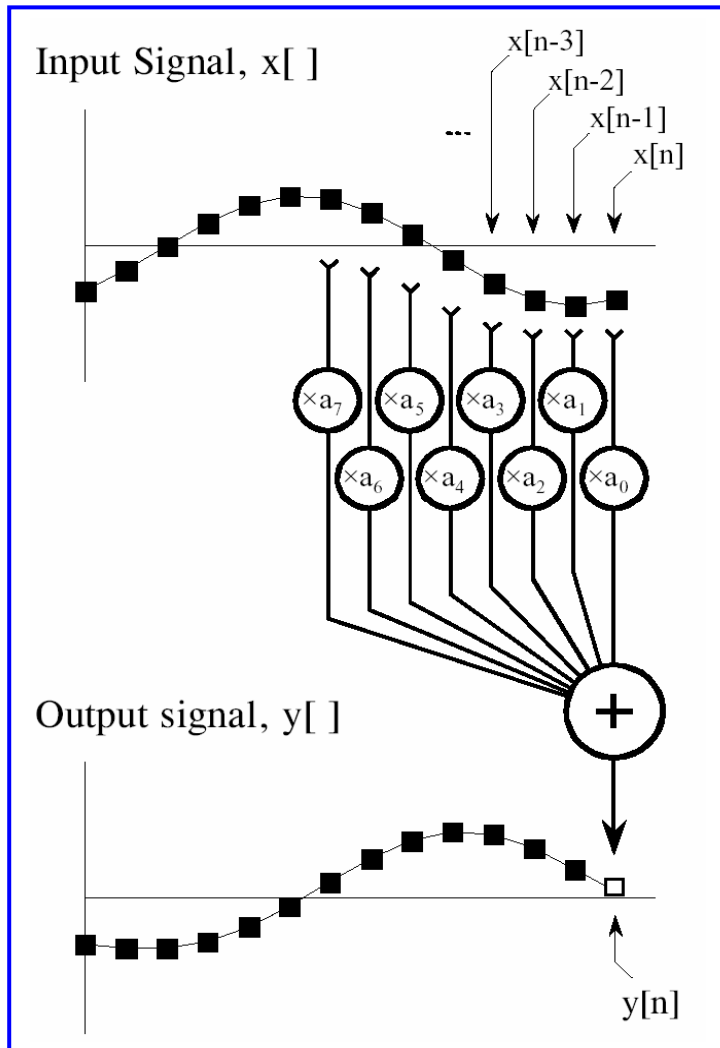 x[n-3]
Input Signal, x[ ]
x[n-2]
...
x[n-1]
x[n]
×a₇ ×a₅ ×a₃ ×a₁
×a₆ ×a₄ ×a₂ ×a₀
+
Output signal, y[ ]
y[n]